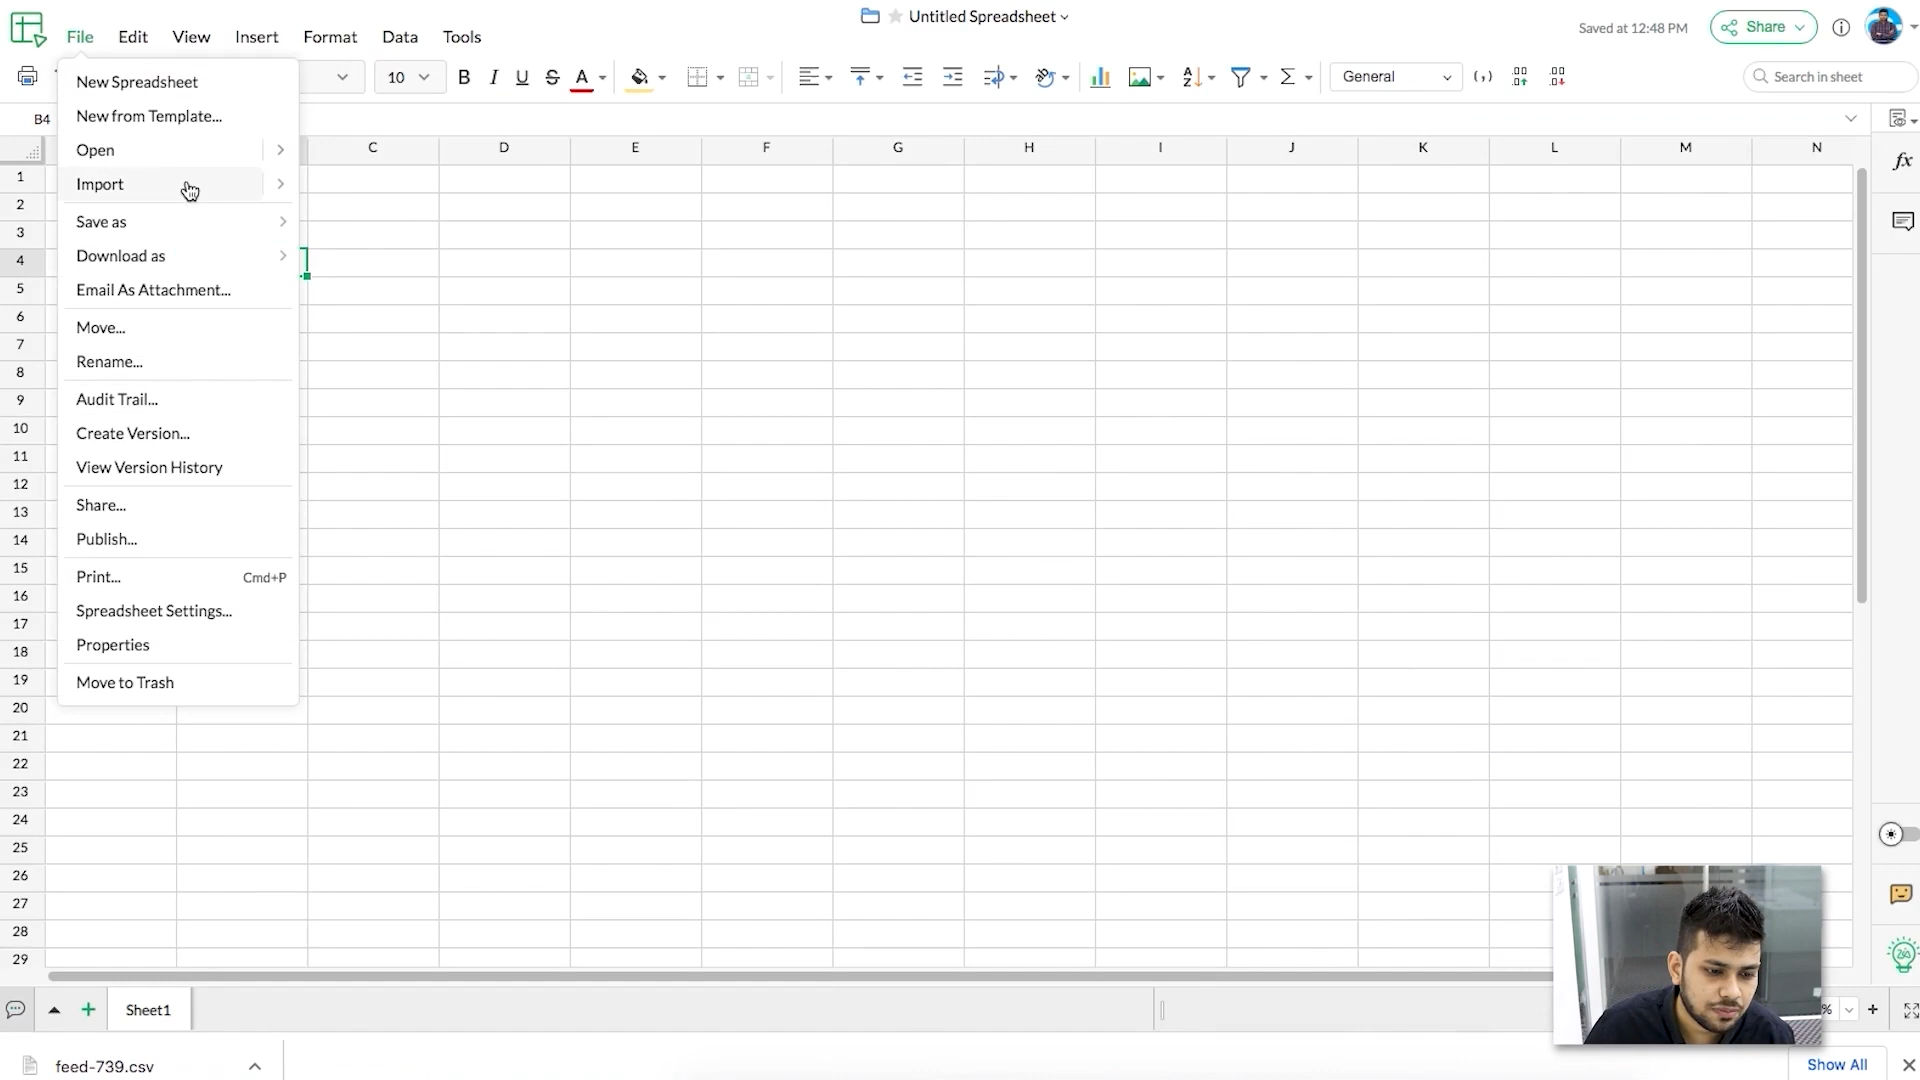 Untitled Spreadsheet
Saved at 12:48 PM
Share
File Edit View Insert Format Data Tools
10
B I U S A
General
Search in sheet
B4
fx
C D E F G H I J K L M N
1
2
3
4
5
6
7
8
9
10
11
12
13
14
15
16
17
18
19
20
21
22
23
24
25
26
27
28
29
New Spreadsheet
New from Template...
Open
Import
Save as
Download as
Email As Attachment...
Move...
Rename...
Audit Trail...
Create Version...
View Version History
Share...
Publish...
Print... Cmd+P
Spreadsheet Settings...
Properties
Move to Trash
Sheet1
%
feed-739.csv
Show All